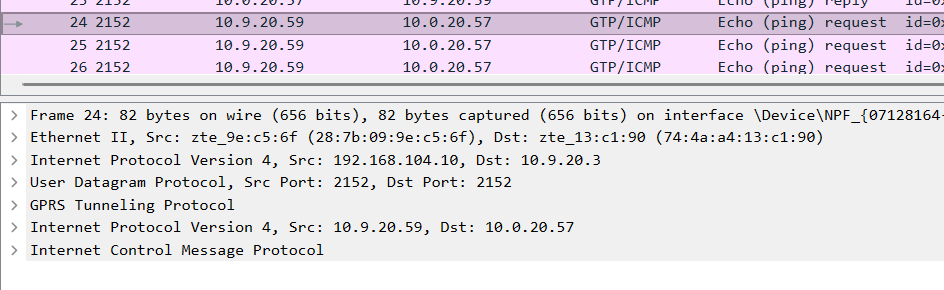 23 2152 10.0.20.57 10.9.20.59 GTP/ICMP Echo (ping) reply id=0
24 2152 10.9.20.59 10.0.20.57 GTP/ICMP Echo (ping) request id=0
25 2152 10.9.20.59 10.0.20.57 GTP/ICMP Echo (ping) request id=0
26 2152 10.9.20.59 10.0.20.57 GTP/ICMP Echo (ping) request id=0
Frame 24: 82 bytes on wire (656 bits), 82 bytes captured (656 bits) on interface \Device\NPF_{07128164-
Ethernet II, Src: zte_9e:c5:6f (28:7b:09:9e:c5:6f), Dst: zte_13:c1:90 (74:4a:a4:13:c1:90)
Internet Protocol Version 4, Src: 192.168.104.10, Dst: 10.9.20.3
User Datagram Protocol, Src Port: 2152, Dst Port: 2152
GPRS Tunneling Protocol
Internet Protocol Version 4, Src: 10.9.20.59, Dst: 10.0.20.57
Internet Control Message Protocol